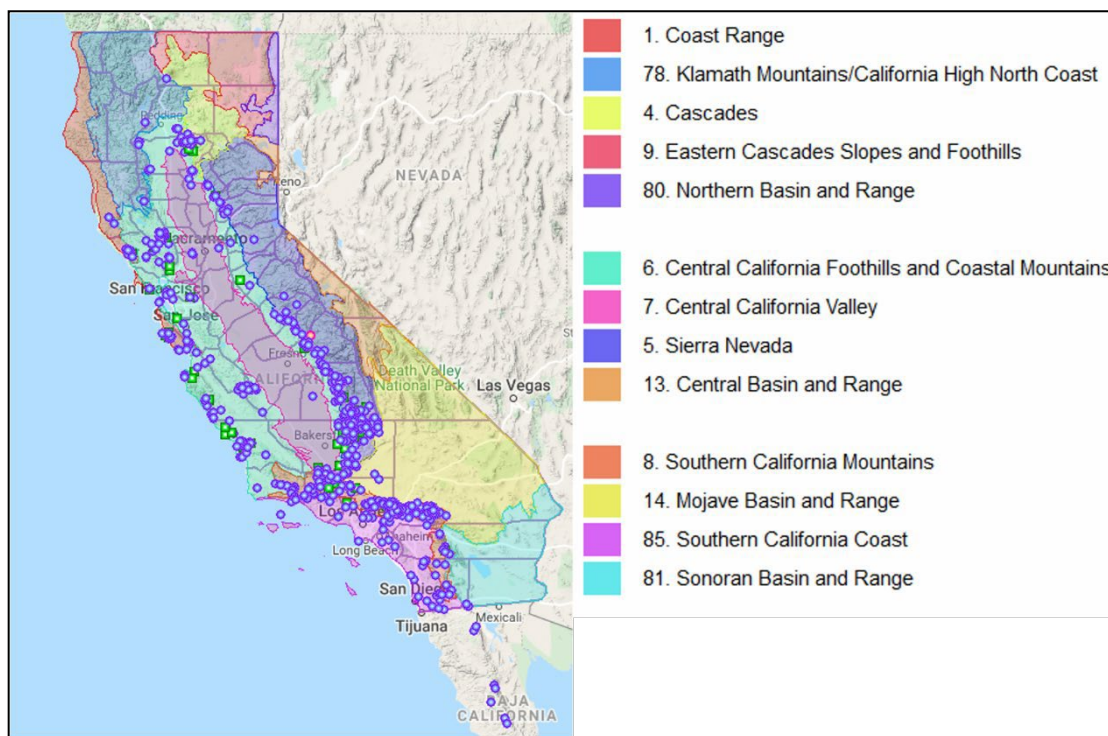 Redding
NEVADA
Reno
Sacramento
San Francisco
San Jose
Fresno
CALIFORNIA
Death Valley
National Park
Las Vegas
Los Angeles
Long Beach
Anaheim
San Diego
Mexicali
Tijuana
BAJA
CALIFORNIA
1. Coast Range
78. Klamath Mountains/California High North Coast
4. Cascades
9. Eastern Cascades Slopes and Foothills
80. Northern Basin and Range
6. Central California Foothills and Coastal Mountains
7. Central California Valley
5. Sierra Nevada
13. Central Basin and Range
8. Southern California Mountains
14. Mojave Basin and Range
85. Southern California Coast
81. Sonoran Basin and Range